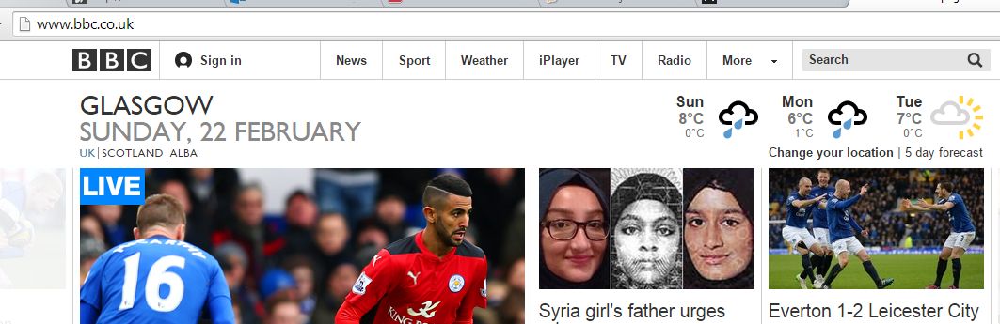 www.bbc.co.uk
BBC Sign in News Sport Weather iPlayer TV Radio More Search
GLASGOW
SUNDAY, 22 FEBRUARY
UK | SCOTLAND | ALBA
Sun
8°C
0°C
Mon
6°C
1°C
Tue
7°C
0°C
Change your location | 5 day forecast
LIVE
16
KING
Syria girl's father urges
Everton 1-2 Leicester City